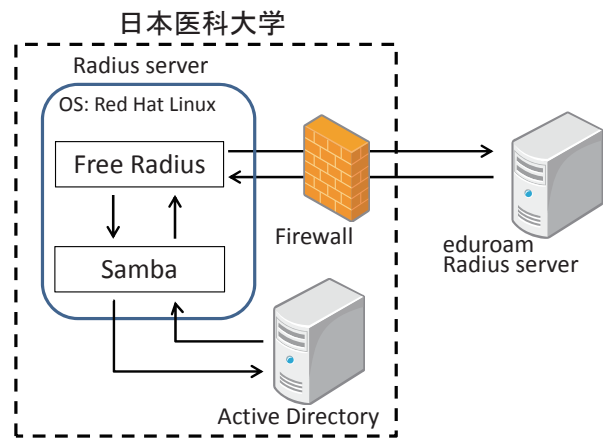 日本医科大学
Radius server
OS: Red Hat Linux
Free Radius
Samba
Firewall
eduroam
Radius server
Active Directory